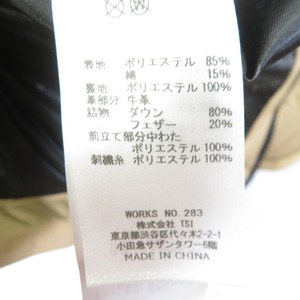 表地 ポリエステル 85%
綿 15%
裏地 ポリエステル 100%
革部分 牛革
詰物 ダウン 80%
フェザー 20%
前立て部分中わた
ポリエステル 100%
刺繍糸 ポリエステル 100%
WORKS NO. 283
株式会社 TSI
東京都渋谷区代々木2-2-1
小田急サザンタワー6階
MADE IN CHINA